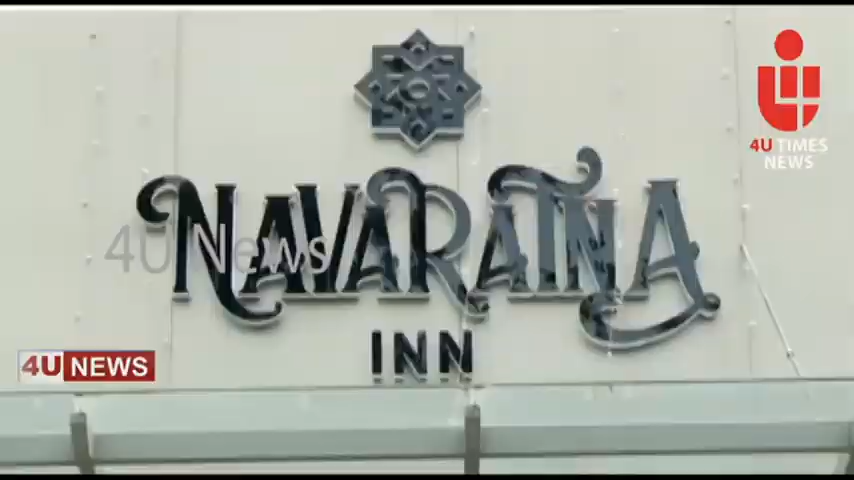 4U TIMES
NEWS
NAVARATNA
4U News
INN
4U NEWS